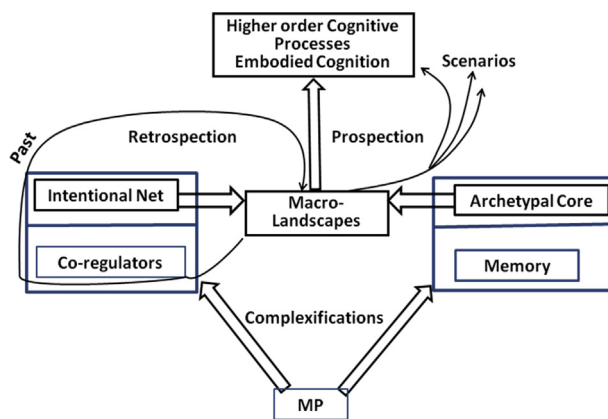 Higher order Cognitive
Processes
Embodied Cognition
Scenarios
Past
Retrospection
Prospection
Intentional Net
Macro-
Landscapes
Archetypal Core
Co-regulators
Memory
Complexifications
MP